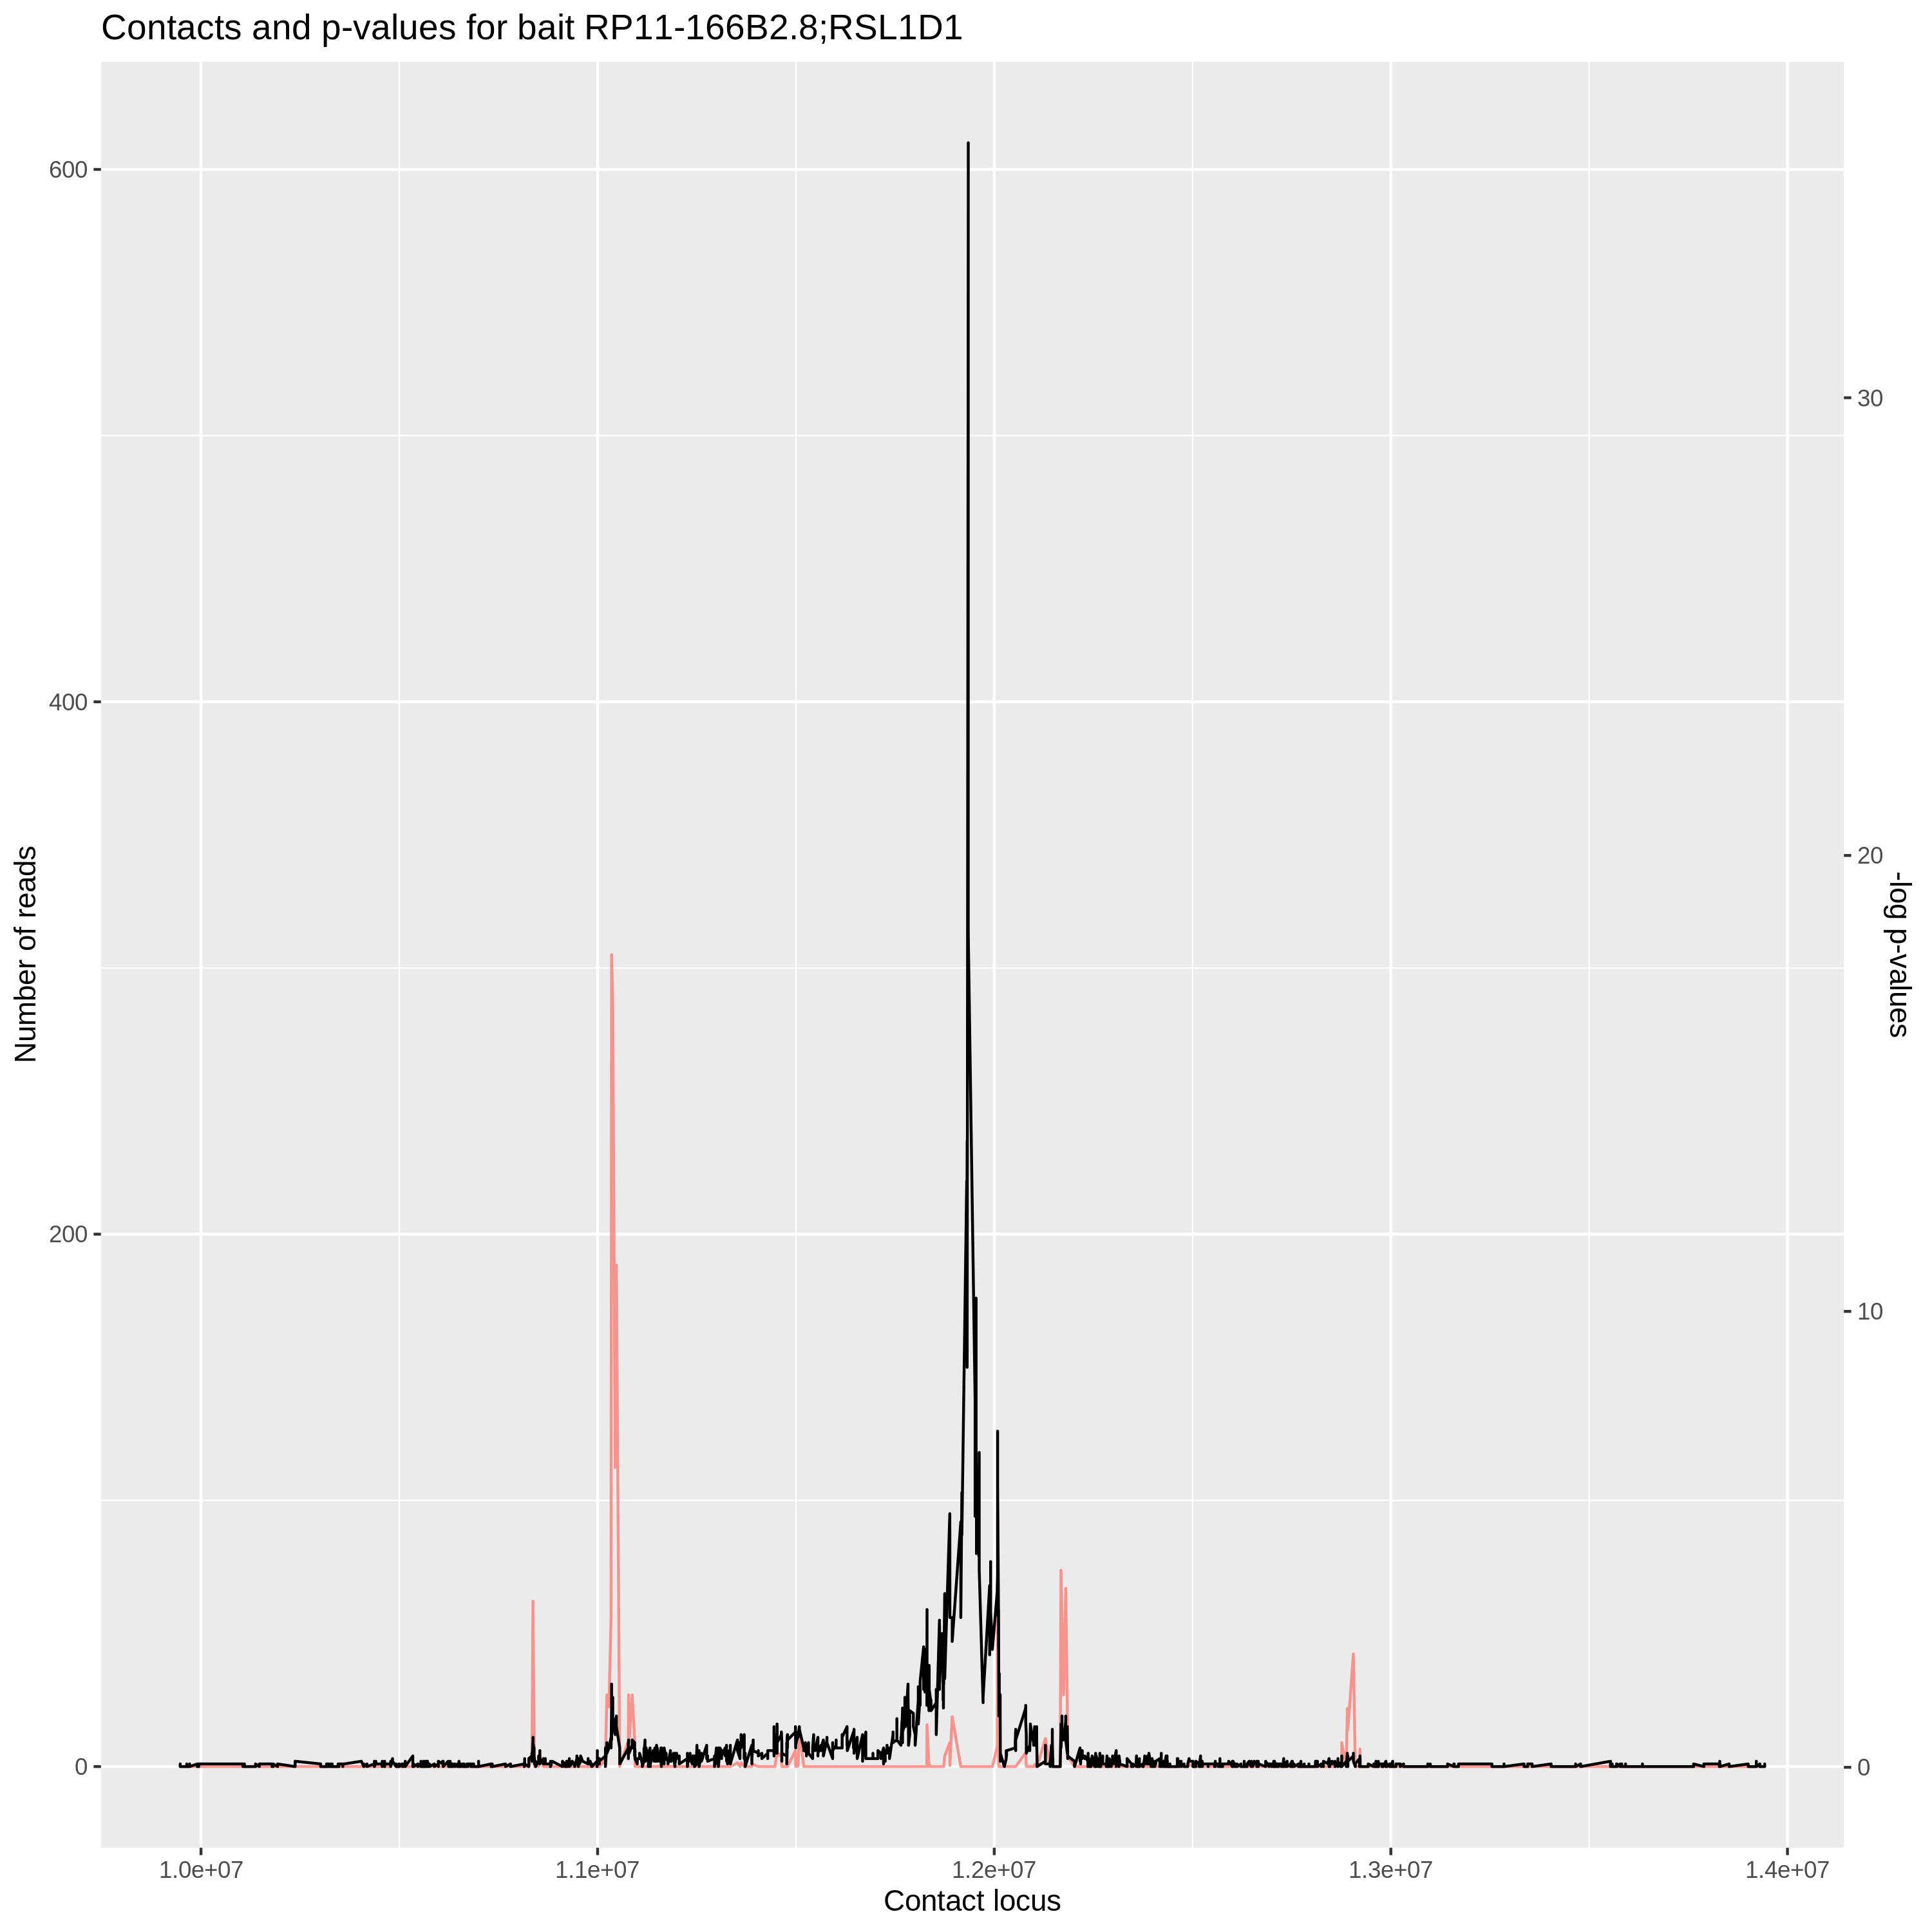 Contacts and p-values for bait RP11-166B2.8;RSL1D1
600
400
200
0
Number of reads
30
20
10
0
-log p-values
1.0e+07 1.1e+07 1.2e+07 1.3e+07 1.4e+07
Contact locus